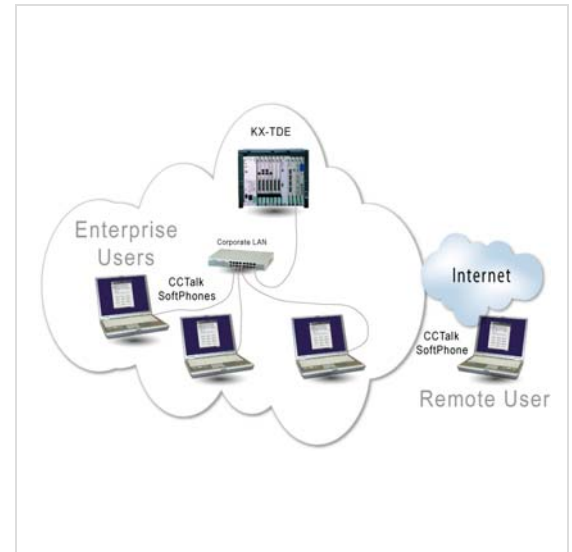 KX-TDE
Enterprise
Users
Corporate LAN
CCTalk
SoftPhones
Internet
CCTalk
SoftPhone
Remote User